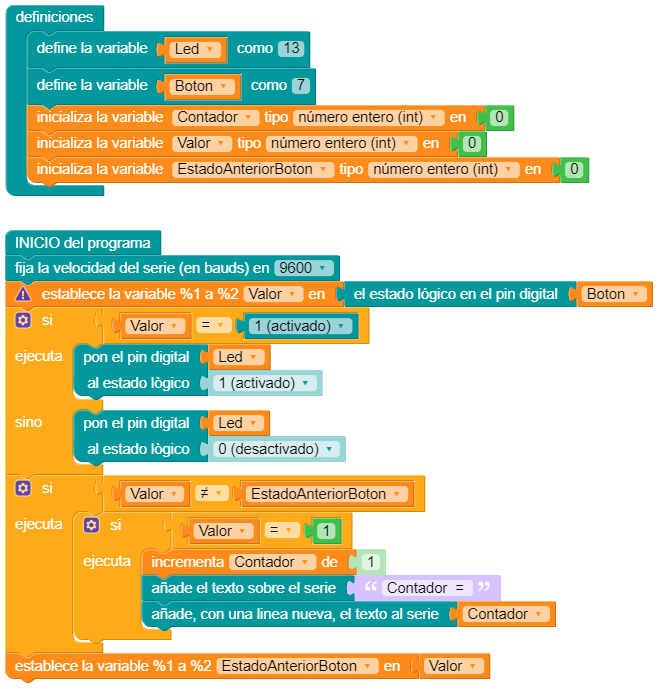 definiciones
define la variable Led como 13
define la variable Boton como 7
inicializa la variable Contador tipo número entero (int) en 0
inicializa la variable Valor tipo número entero (int) en 0
inicializa la variable EstadoAnteriorBoton tipo número entero (int) en 0
INICIO del programa
fija la velocidad del serie (en bauds) en 9600
establece la variable %1 a %2 Valor en el estado lógico en el pin digital Boton
si Valor = 1 (activado)
ejecuta pon el pin digital Led
al estado lògico 1 (activado)
sino pon el pin digital Led
al estado lògico 0 (desactivado)
si Valor ≠ EstadoAnteriorBoton
ejecuta si Valor = 1
ejecuta incrementa Contador de 1
añade el texto sobre el serie “ Contador = ”
añade, con una linea nueva, el texto al serie Contador
establece la variable %1 a %2 EstadoAnteriorBoton en Valor